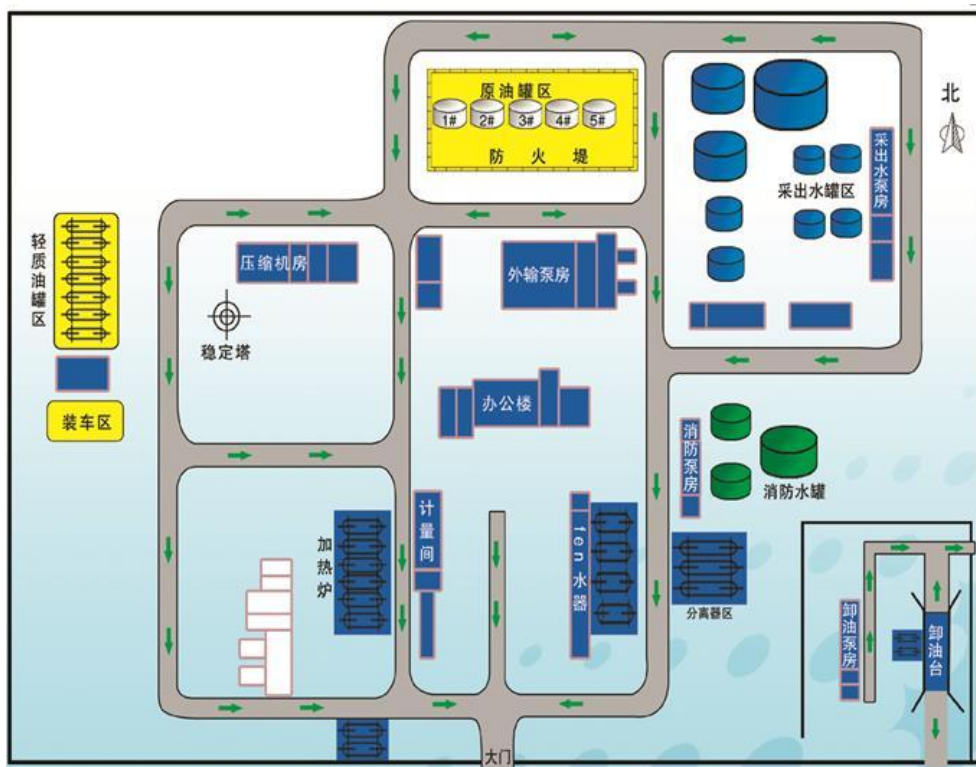 原油罐区
1# 2# 3# 4# 5#
防火堤
北
采出水泵房
采出水罐区
轻质油罐区
压缩机房
外输泵房
稳定塔
办公楼
装车区
消防泵房
消防水罐
计量间
fen水器
加热炉
分离器区
卸油泵房
卸油台
大门